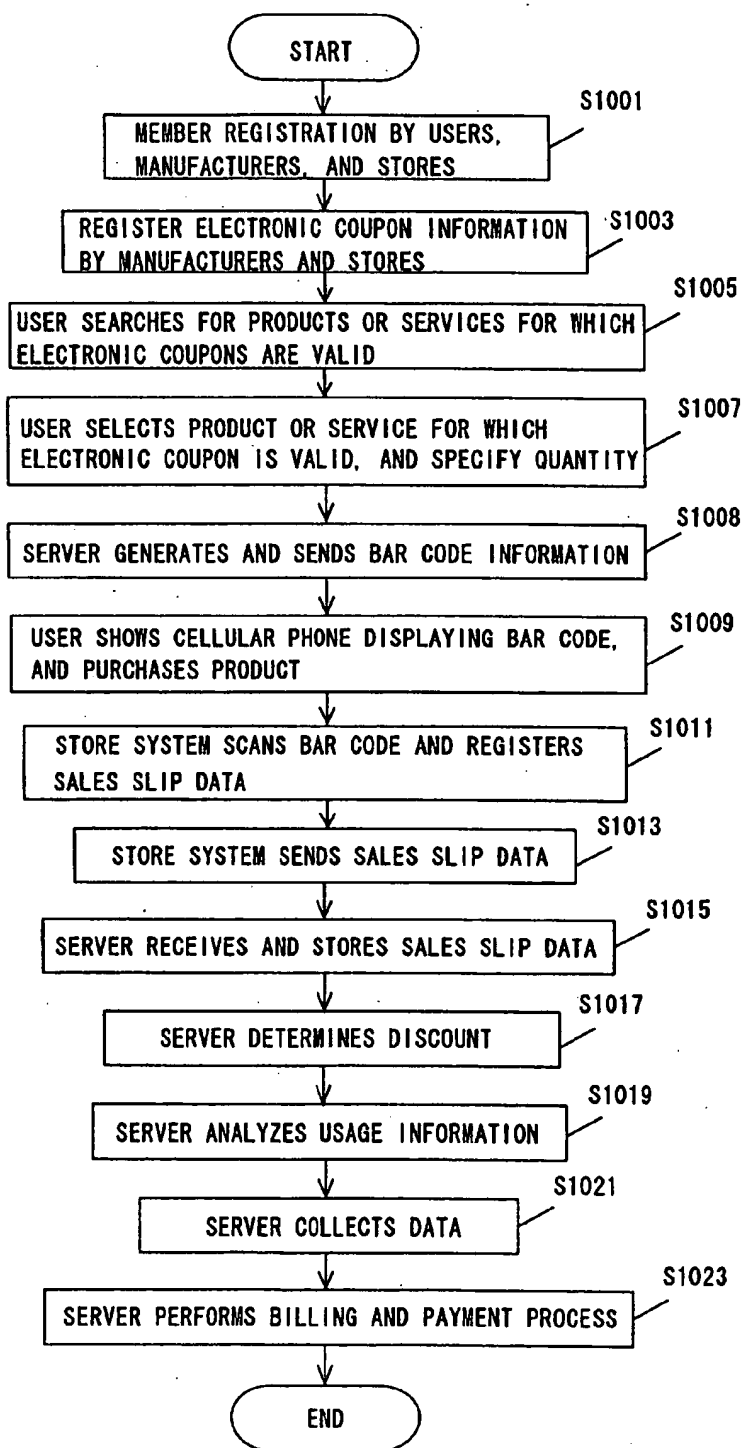 START
S1001
MEMBER REGISTRATION BY USERS,
MANUFACTURERS, AND STORES
S1003
REGISTER ELECTRONIC COUPON INFORMATION
BY MANUFACTURERS AND STORES
S1005
USER SEARCHES FOR PRODUCTS OR SERVICES FOR WHICH
ELECTRONIC COUPONS ARE VALID
S1007
USER SELECTS PRODUCT OR SERVICE FOR WHICH
ELECTRONIC COUPON IS VALID, AND SPECIFY QUANTITY
S1008
SERVER GENERATES AND SENDS BAR CODE INFORMATION
S1009
USER SHOWS CELLULAR PHONE DISPLAYING BAR CODE,
AND PURCHASES PRODUCT
S1011
STORE SYSTEM SCANS BAR CODE AND REGISTERS
SALES SLIP DATA
S1013
STORE SYSTEM SENDS SALES SLIP DATA
S1015
SERVER RECEIVES AND STORES SALES SLIP DATA
S1017
SERVER DETERMINES DISCOUNT
S1019
SERVER ANALYZES USAGE INFORMATION
S1021
SERVER COLLECTS DATA
S1023
SERVER PERFORMS BILLING AND PAYMENT PROCESS
END